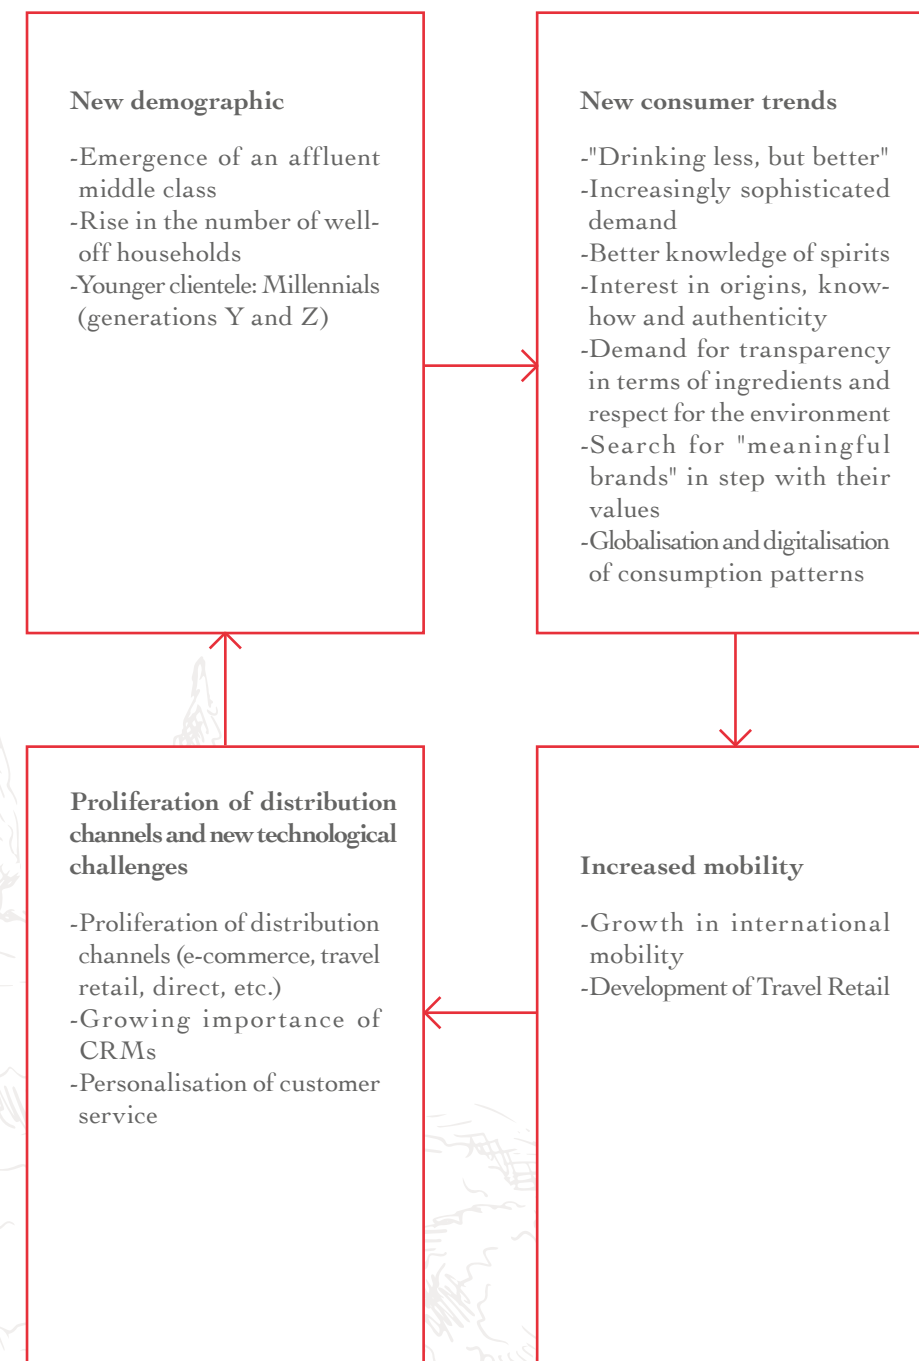 New demographic
-Emergence of an affluent
middle class
-Rise in the number of well-
off households
-Younger clientele: Millennials
(generations Y and Z)
New consumer trends
-"Drinking less, but better"
-Increasingly sophisticated
demand
-Better knowledge of spirits
-Interest in origins, know-
how and authenticity
-Demand for transparency
in terms of ingredients and
respect for the environment
-Search for "meaningful
brands" in step with their
values
-Globalisation and digitalisation
of consumption patterns
Proliferation of distribution
channels and new technological
challenges
-Proliferation of distribution
channels (e-commerce, travel
retail, direct, etc.)
-Growing importance of
CRMs
-Personalisation of customer
service
Increased mobility
-Growth in international
mobility
-Development of Travel Retail